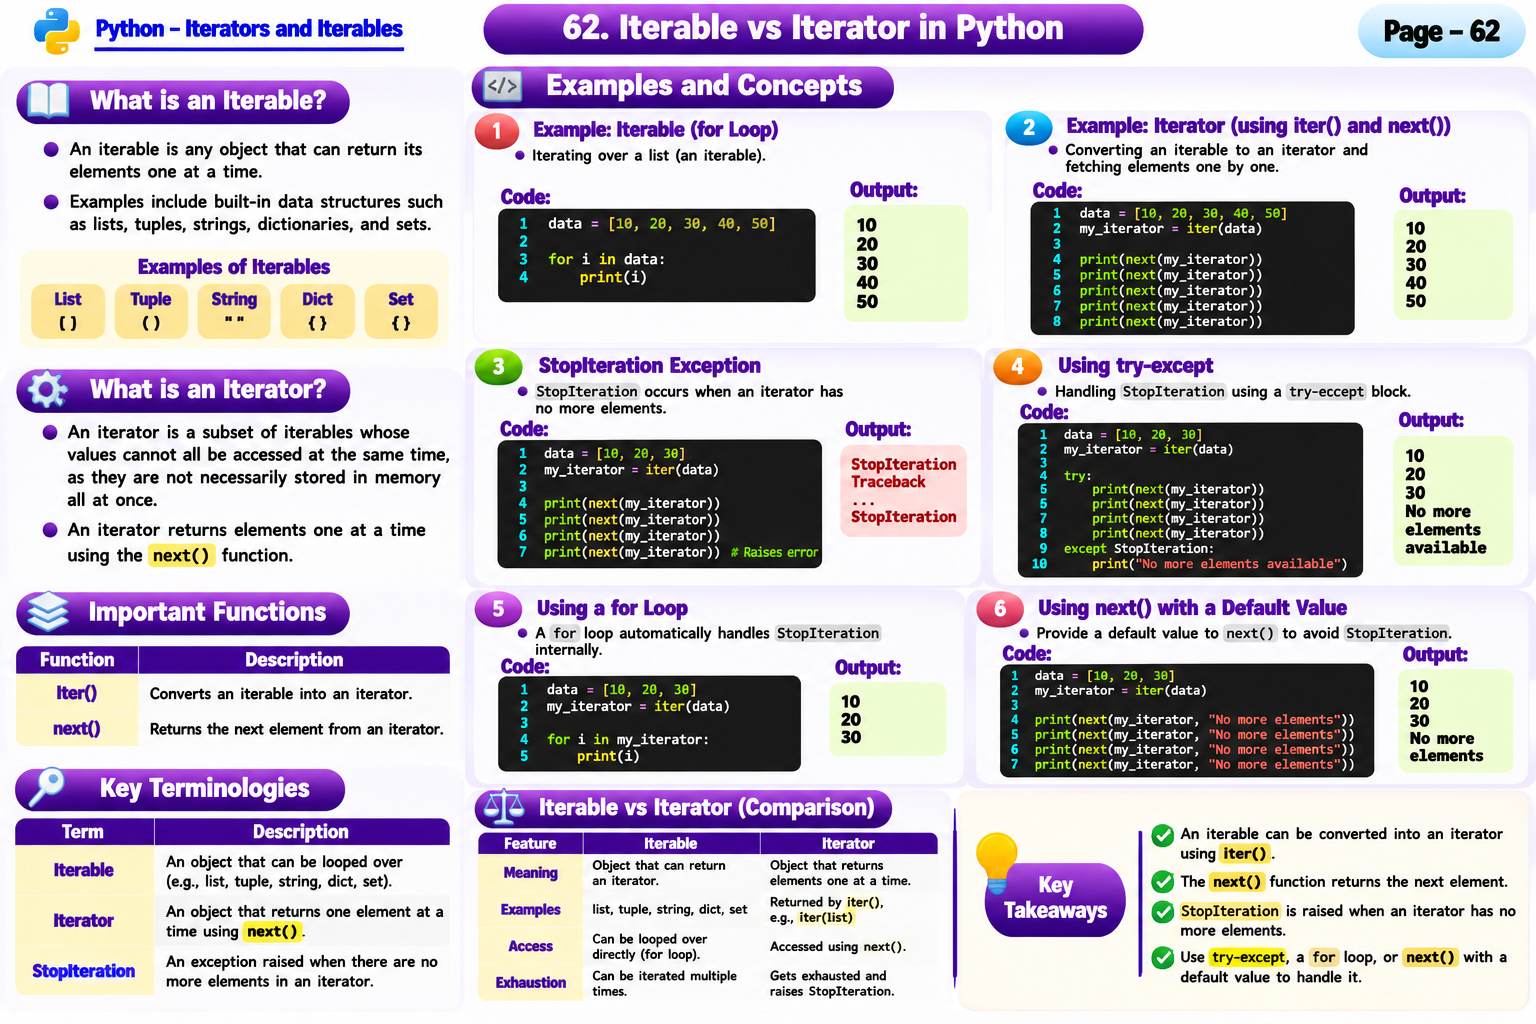 Python – Iterators and Iterables
62. Iterable vs Iterator in Python
Page – 62
What is an Iterable?
An iterable is any object that can return its
elements one at a time.
Examples include built-in data structures such
as lists, tuples, strings, dictionaries, and sets.
Examples of Iterables
List
Tuple
String
Dict
Set
[ ]
( )
" "
{ }
{ }
What is an Iterator?
An iterator is a subset of iterables whose
values cannot all be accessed at the same time,
as they are not necessarily stored in memory
all at once.
An iterator returns elements one at a time
using the next() function.
Important Functions
Function Description
Iter() Converts an iterable into an iterator.
next() Returns the next element from an iterator.
Key Terminologies
Term Description
Iterable
An object that can be looped over
(e.g., list, tuple, string, dict, set).
Iterator
An object that returns one element at a
time using next().
StopIteration
An exception raised when there are no
more elements in an iterator.
</> Examples and Concepts
1 Example: Iterable (for Loop)
Iterating over a list (an iterable).
Code:
1 data = [10, 20, 30, 40, 50]
2
3 for i in data:
4 print(i)
Output:
10
20
30
40
50
2 Example: Iterator (using iter() and next())
Converting an iterable to an iterator and
fetching elements one by one.
Code:
1 data = [10, 20, 30, 40, 50]
2 my_iterator = iter(data)
3
4 print(next(my_iterator))
5 print(next(my_iterator))
6 print(next(my_iterator))
7 print(next(my_iterator))
8 print(next(my_iterator))
Output:
10
20
30
40
50
3 StopIteration Exception
StopIteration occurs when an iterator has
no more elements.
Code:
1 data = [10, 20, 30]
2 my_iterator = iter(data)
3
4 print(next(my_iterator))
5 print(next(my_iterator))
6 print(next(my_iterator))
7 print(next(my_iterator)) # Raises error
Output:
StopIteration
Traceback
...
StopIteration
4 Using try-except
Handling StopIteration using a try-eccept block.
Code:
1 data = [10, 20, 30]
2 my_iterator = iter(data)
3
4 try:
5 print(next(my_iterator))
5 print(next(my_iterator))
7 print(next(my_iterator))
8 print(next(my_iterator))
9 except StopIteration:
10 print("No more elements available")
Output:
10
20
30
No more
elements
available
5 Using a for Loop
A for loop automatically handles StopIteration
internally.
Code:
1 data = [10, 20, 30]
2 my_iterator = iter(data)
3
4 for i in my_iterator:
5 print(i)
Output:
10
20
30
6 Using next() with a Default Value
Provide a default value to next() to avoid StopIteration.
Code:
1 data = [10, 20, 30]
2 my_iterator = iter(data)
3
4 print(next(my_iterator, "No more elements"))
5 print(next(my_iterator, "No more elements"))
6 print(next(my_iterator, "No more elements"))
7 print(next(my_iterator, "No more elements"))
Output:
10
20
30
No more
elements
Iterable vs Iterator (Comparison)
Feature Iterable Iterator
Meaning
Object that can return
an iterator.
Object that returns
elements one at a time.
Examples
list, tuple, string, dict, set
Returned by iter(),
e.g., iter(list)
Access
Can be looped over
directly (for loop).
Accessed using next().
Exhaustion
Can be iterated multiple
times.
Gets exhausted and
raises StopIteration.
Key
Takeaways
An iterable can be converted into an iterator
using iter().
The next() function returns the next element.
StopIteration is raised when an iterator has no
more elements.
Use try-except, a for loop, or next() with a
default value to handle it.